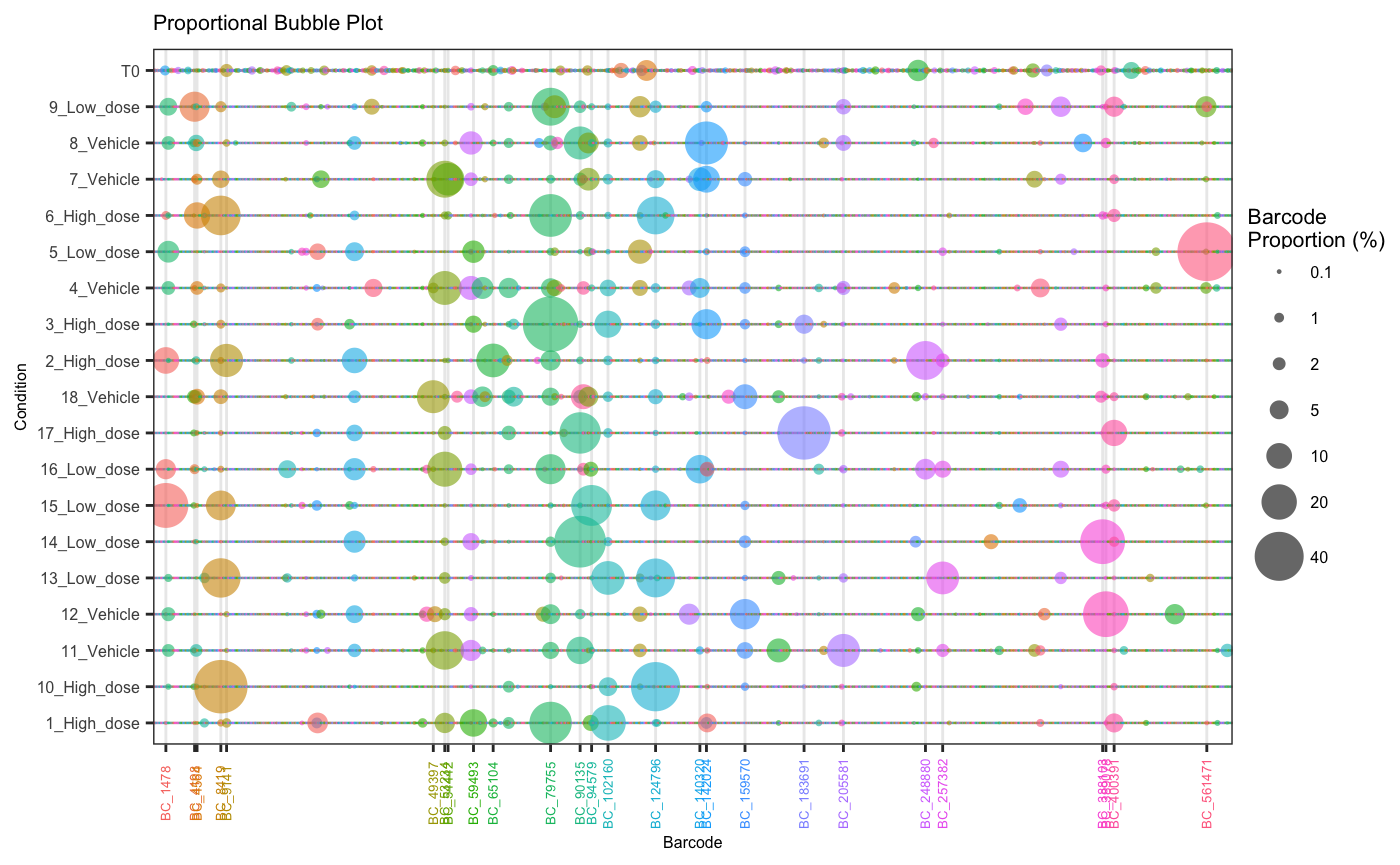 Proportional Bubble Plot
Condition
T0
9_Low_dose
8_Vehicle
7_Vehicle
6_High_dose
5_Low_dose
4_Vehicle
3_High_dose
2_High_dose
18_Vehicle
17_High_dose
16_Low_dose
15_Low_dose
14_Low_dose
13_Low_dose
12_Vehicle
11_Vehicle
10_High_dose
1_High_dose
Barcode
Proportion (%)
0.1
1
2
5
10
20
40
BC_1478
BC_49397
BC_59493
BC_65104
BC_79755
BC_90135
BC_94579
BC_102160
BC_124796
BC_142024
BC_159570
BC_183691
BC_205581
BC_248880
BC_257382
BC_400391
BC_561471
Barcode